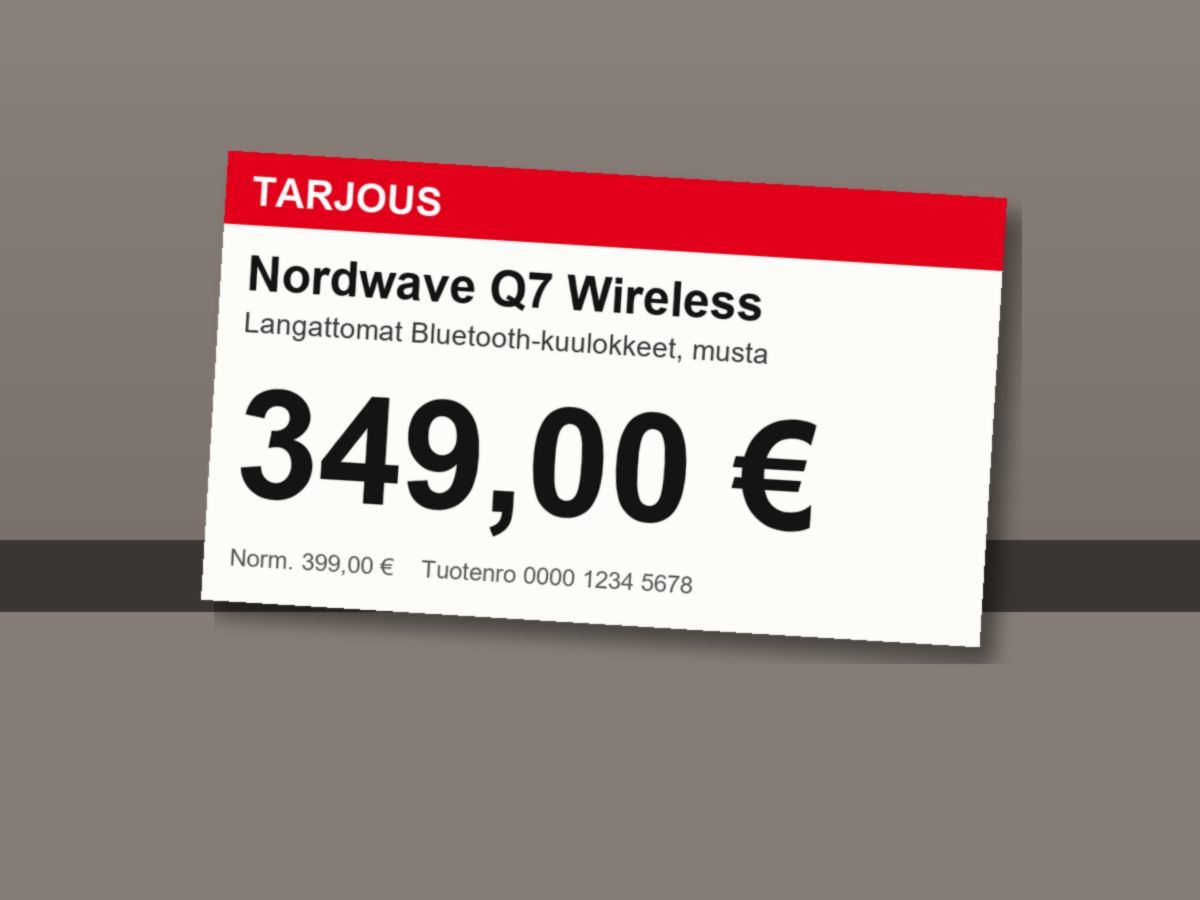 TARJOUS
Nordwave Q7 Wireless
Langattomat Bluetooth-kuulokkeet, musta
349,00 €
Norm. 399,00 € Tuotenro 0000 1234 5678